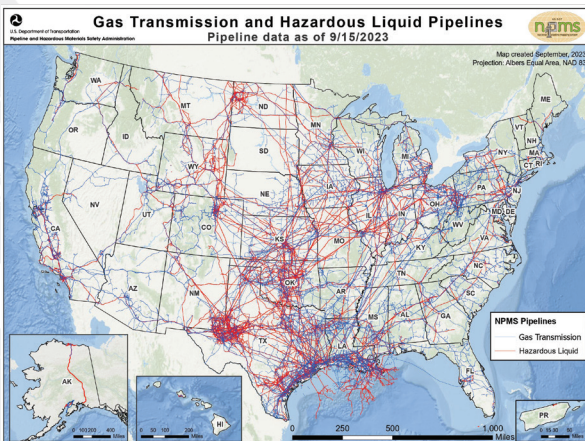 Gas Transmission and Hazardous Liquid Pipelines
U.S. Department of Transportation
Pipeline and Hazardous Materials Safety Administration
Pipeline data as of 9/15/2023
npms
Map created September, 2023
Projection: Albers Equal Area, NAD 83
WA
MT
ND
MN
ME
OR
ID
WY
SD
WI
MI
VT
NH
NY
MA
CT RI
NV
UT
CO
NE
IA
IL
IN
OH
PA
NJ
MD DE
CA
KS
MO
KY
WV
VA
AZ
NM
OK
AR
TN
NC
SC
TX
LA
MS
AL
GA
FL
NPMS Pipelines
Gas Transmission
Hazardous Liquid
AK
Miles
HI
Miles
0 250 500 1,000
Miles
PR
Miles